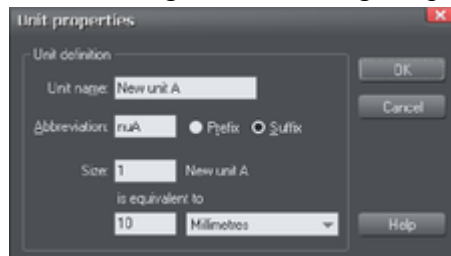 Unit properties
Unit definition
OK
Unit name: New unit A
Cancel
Abbreviation: nuA Prefix Suffix
Size: 1 New unit A
is equivalent to
10 Millimetres
Help